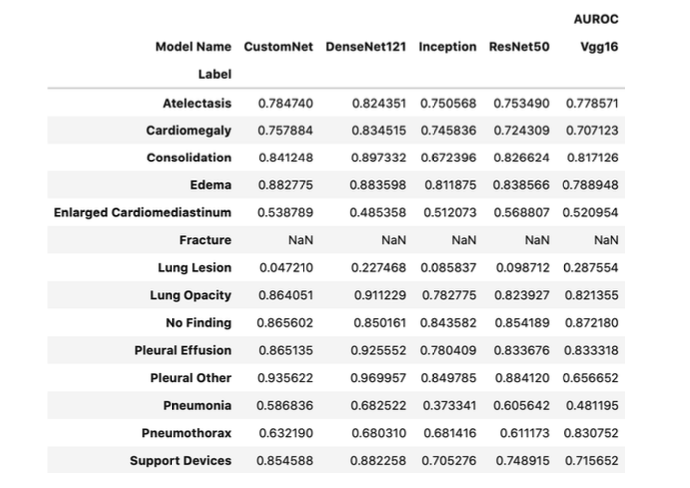 AUROC
Model Name CustomNet DenseNet121 Inception ResNet50 Vgg16
Label
Atelectasis 0.784740 0.824351 0.750568 0.753490 0.778571
Cardiomegaly 0.757884 0.834515 0.745836 0.724309 0.707123
Consolidation 0.841248 0.897332 0.672396 0.826624 0.817126
Edema 0.882775 0.883598 0.811875 0.838566 0.788948
Enlarged Cardiomediastinum 0.538789 0.485358 0.512073 0.568807 0.520954
Fracture NaN NaN NaN NaN NaN
Lung Lesion 0.047210 0.227468 0.085837 0.098712 0.287554
Lung Opacity 0.864051 0.911229 0.782775 0.823927 0.821355
No Finding 0.865602 0.850161 0.843582 0.854189 0.872180
Pleural Effusion 0.865135 0.925552 0.780409 0.833676 0.833318
Pleural Other 0.935622 0.969957 0.849785 0.884120 0.656652
Pneumonia 0.586836 0.682522 0.373341 0.605642 0.481195
Pneumothorax 0.632190 0.680310 0.681416 0.611173 0.830752
Support Devices 0.854588 0.882258 0.705276 0.748915 0.715652